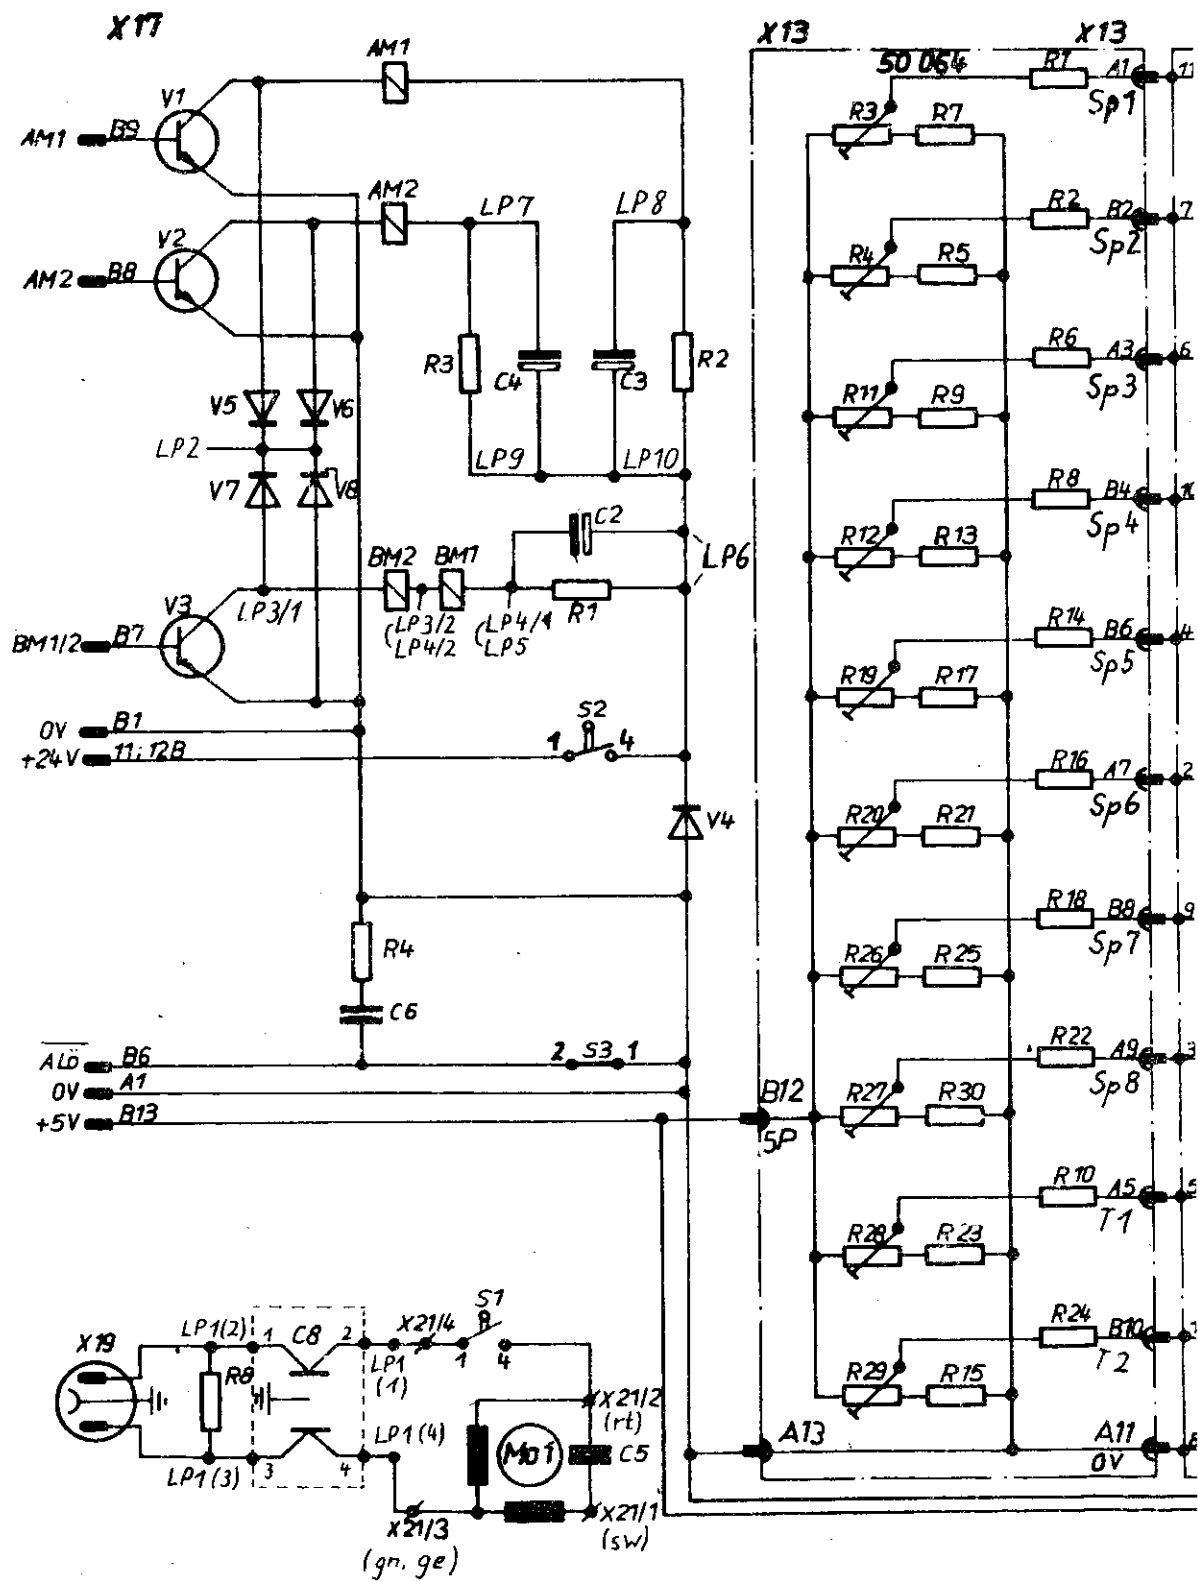 X17
AM1
X13
X13
50 064
R1
A1
11
Sp1
V1
AM1
B9
R3
R7
AM2
LP7
LP8
R2
B2
7
Sp2
V2
AM2
B8
R4
R5
R3
C4
C3
R2
R6
A3
6
Sp3
V5
V6
R11
R9
LP2
LP9
LP10
V7
V8
R8
B4
Sp4
C2
R12
R13
BM2
BM1
LP6
LP3/1
R1
V3
BM1/2
B7
(LP3/2
LP4/2
(LP4/1
LP5
R14
B6
4
Sp5
R19
R17
0V
B1
S2
+24V
11; 12B
1
4
R16
A7
2
Sp6
V4
R20
R21
R18
B8
9
Sp7
R4
R26
R25
C6
ALÖ
B6
2
S3
1
R22
A9
3
Sp8
0V
A1
+5V
B13
B12
5P
R27
R30
R10
A5
5
T1
R28
R23
X19
LP1(2)
1
C8
2
X21/4
S1
1
4
R24
B10
1
T2
R8
LP1
(1)
R29
R15
X21/2
(rt)
LP1(4)
Mo1
C5
A13
A11
0V
8
LP1(3)
3
4
X21/3
(gn, ge)
X21/1
(sw)